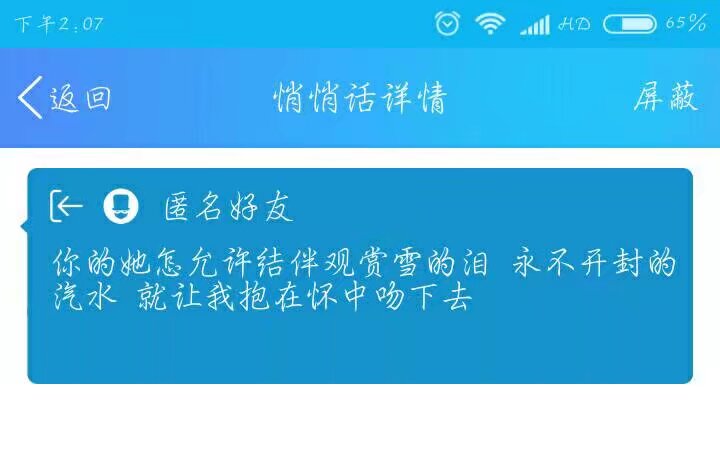 下午2:07 HD 65%
返回 悄悄话详情 屏蔽
匿名好友
你的她怎允许结伴观赏雪的泪 永不开封的
汽水 就让我抱在怀中吻下去